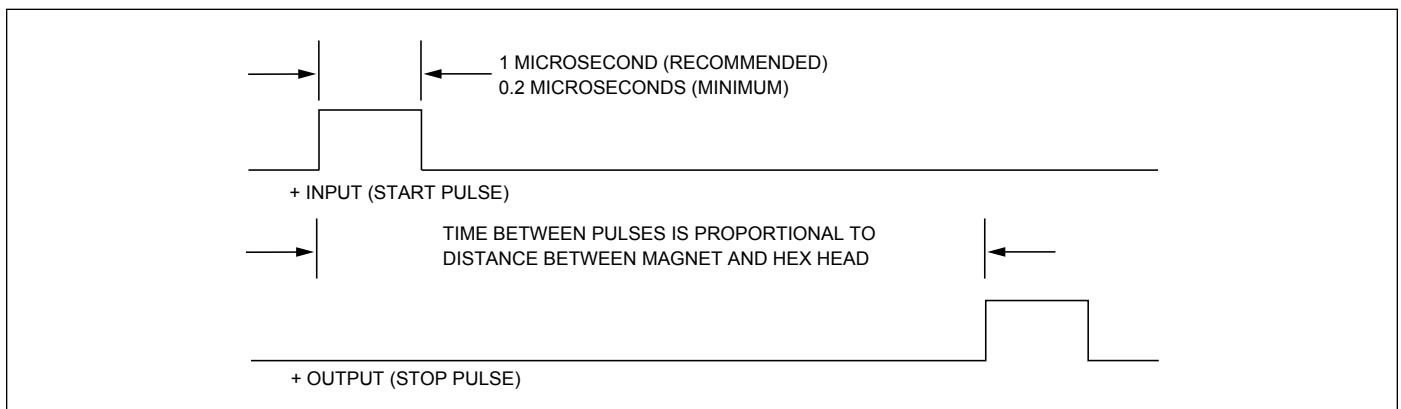 1 MICROSECOND (RECOMMENDED)
0.2 MICROSECONDS (MINIMUM)
+ INPUT (START PULSE)
TIME BETWEEN PULSES IS PROPORTIONAL TO
DISTANCE BETWEEN MAGNET AND HEX HEAD
+ OUTPUT (STOP PULSE)